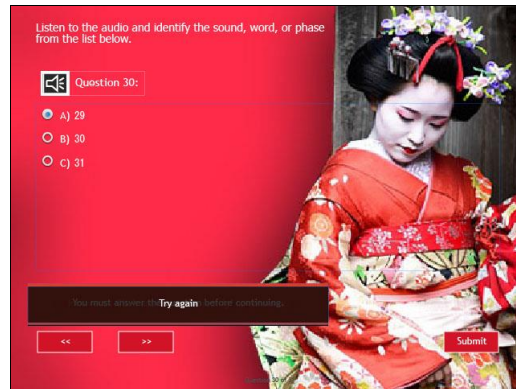 Listen to the audio and identify the sound, word, or phase
from the list below.
Question 30:
A) 29
B) 30
C) 31
You must answer the Try again before continuing.
<< >> Submit